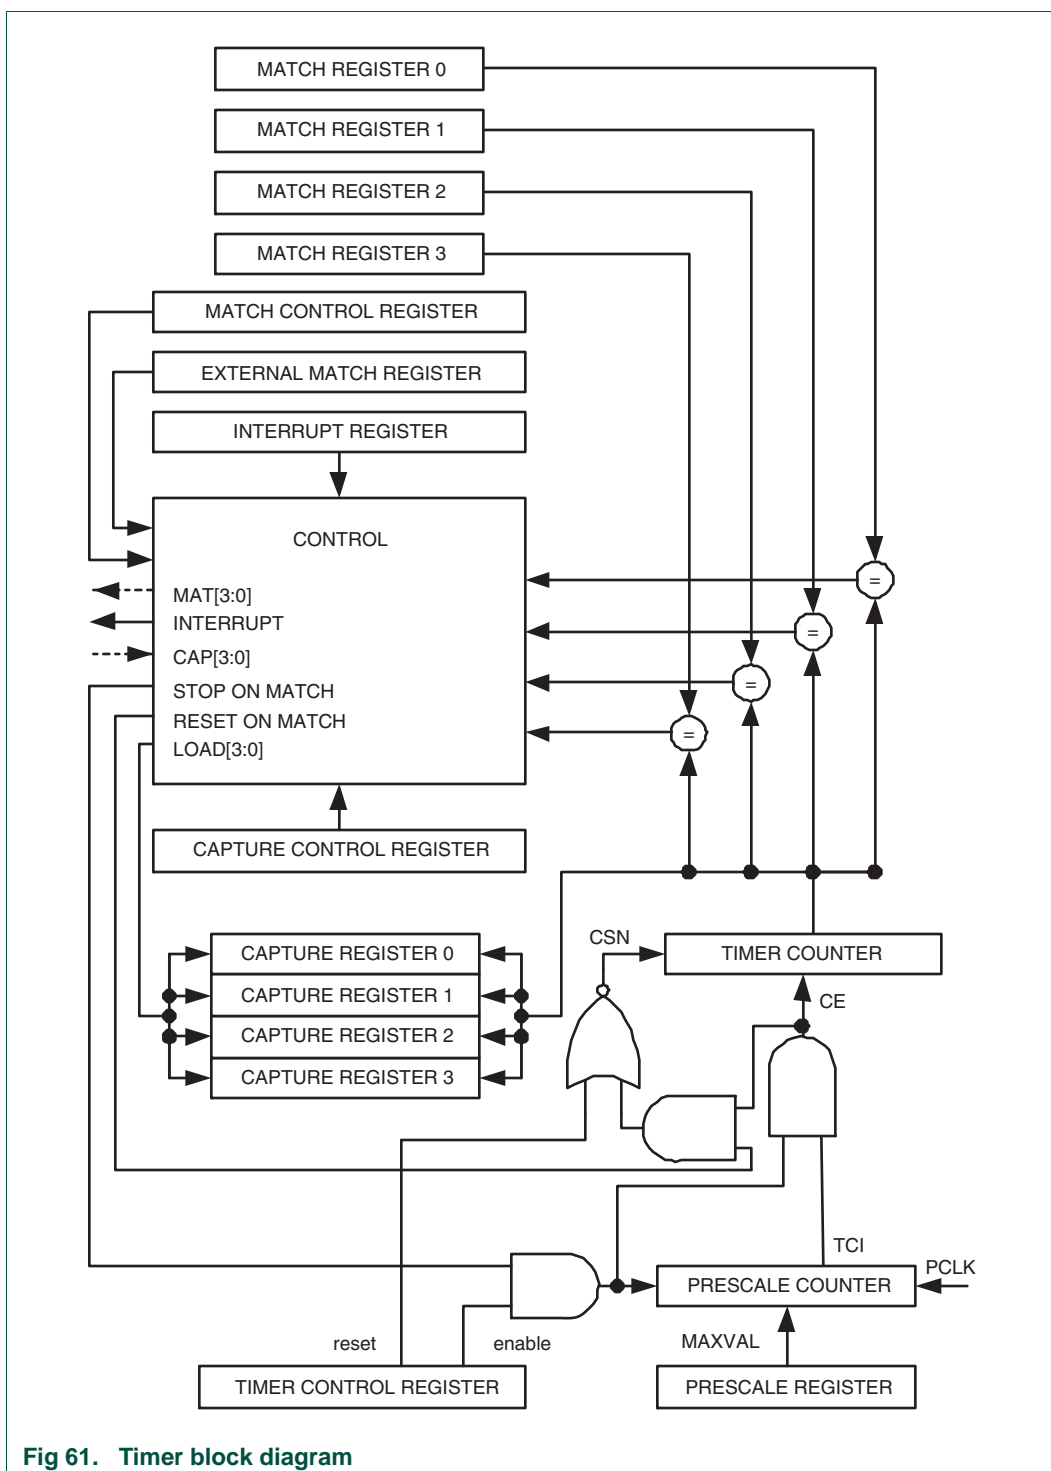 MATCH REGISTER 0
MATCH REGISTER 1
MATCH REGISTER 2
MATCH REGISTER 3
MATCH CONTROL REGISTER
EXTERNAL MATCH REGISTER
INTERRUPT REGISTER
CONTROL
MAT[3:0]
INTERRUPT
CAP[3:0]
STOP ON MATCH
RESET ON MATCH
LOAD[3:0]
=
=
=
=
CAPTURE CONTROL REGISTER
CAPTURE REGISTER 0
CAPTURE REGISTER 1
CAPTURE REGISTER 2
CAPTURE REGISTER 3
CSN
TIMER COUNTER
CE
TCI
PCLK
PRESCALE COUNTER
reset
enable
MAXVAL
TIMER CONTROL REGISTER
PRESCALE REGISTER
Fig 61. Timer block diagram